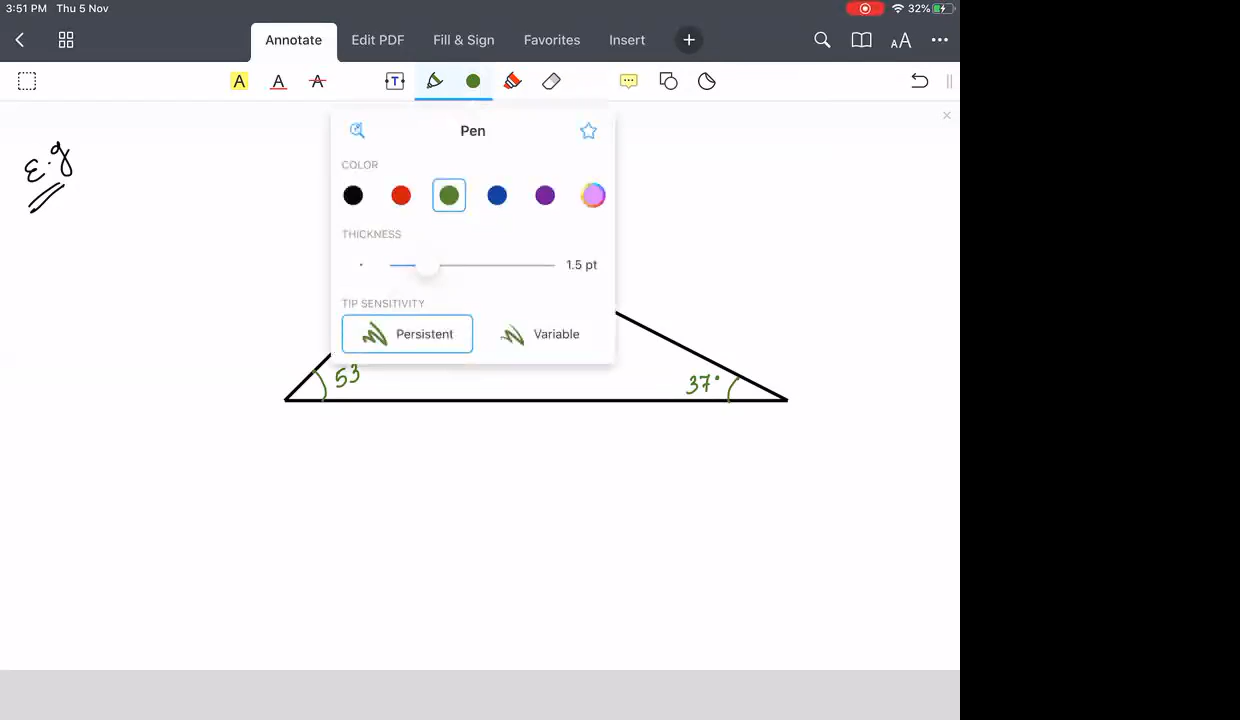 3:51 PM Thu 5 Nov 32%
Annotate Edit PDF Fill & Sign Favorites Insert
A A A T
Pen
COLOR
THICKNESS
1.5 pt
TIP SENSITIVITY
Persistent Variable
AA
E.g
53
37°